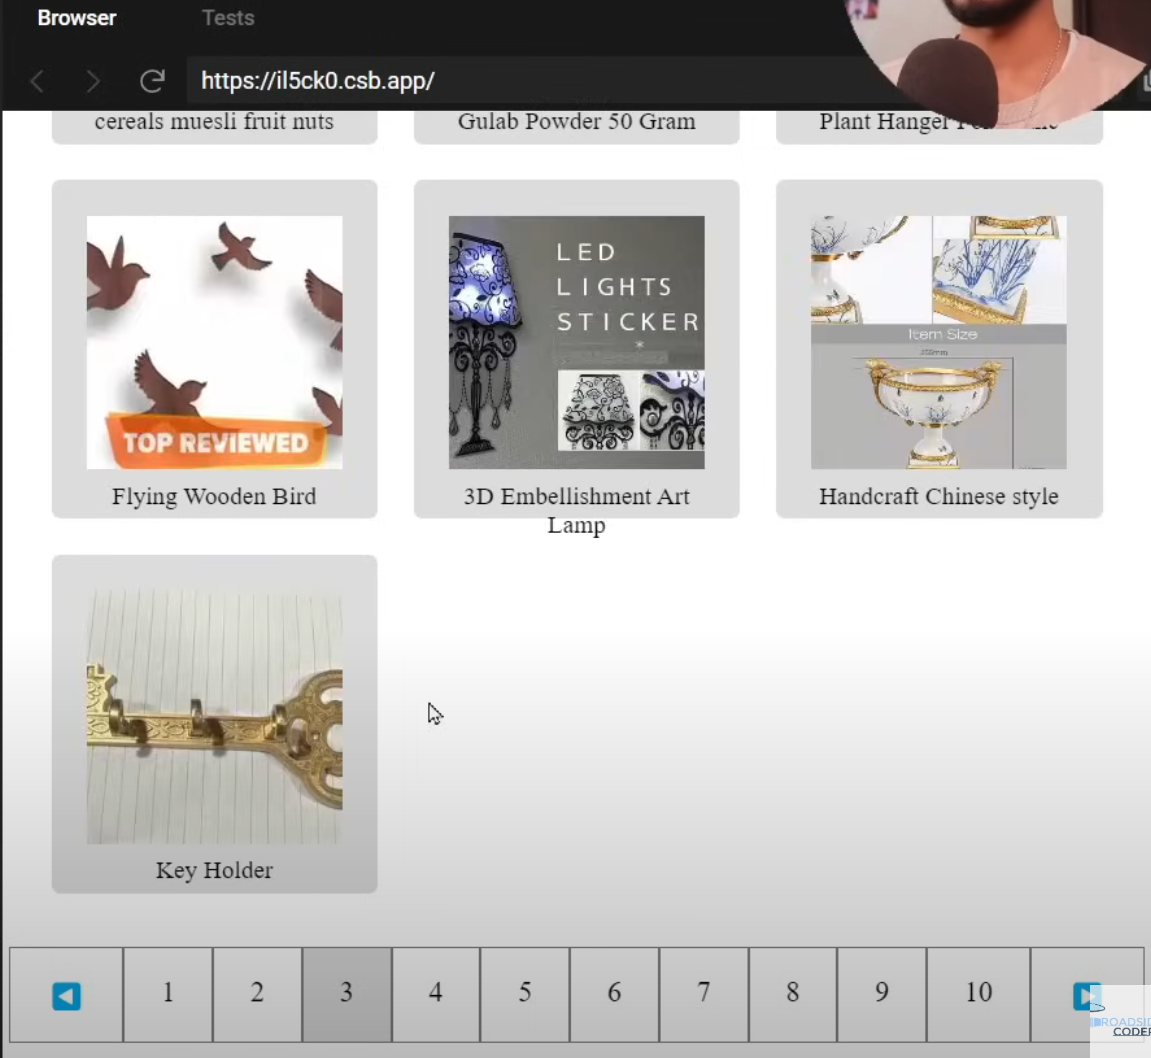 Browser
Tests
https://il5ck0.csb.app/
cereals muesli fruit nuts
Gulab Powder 50 Gram
Plant Hanger
LED
LIGHTS
STICKER
*
Item Size
TOP REVIEWED
Flying Wooden Bird
3D Embellishment Art
Lamp
Handcraft Chinese style
Key Holder
1
2
3
4
5
6
7
8
9
10
ROADSID
CODER